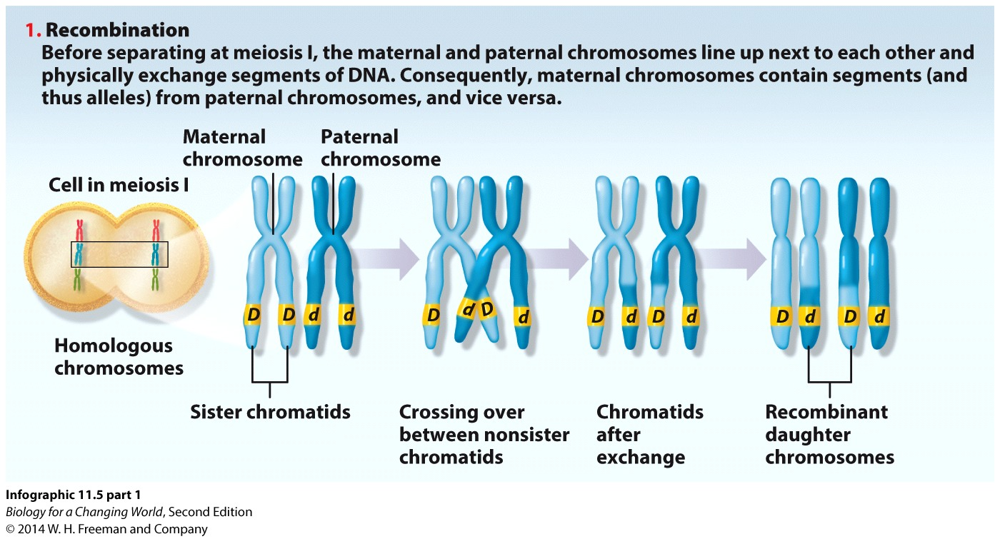 1. Recombination
Before separating at meiosis I, the maternal and paternal chromosomes line up next to each other and
physically exchange segments of DNA. Consequently, maternal chromosomes contain segments (and
thus alleles) from paternal chromosomes, and vice versa.
Maternal
chromosome
Paternal
chromosome
Cell in meiosis I
D D d d
D d D d
D d D d
D d D d
Homologous
chromosomes
Sister chromatids
Crossing over
between nonsister
chromatids
Chromatids
after
exchange
Recombinant
daughter
chromosomes
Infographic 11.5 part 1
Biology for a Changing World, Second Edition
© 2014 W. H. Freeman and Company